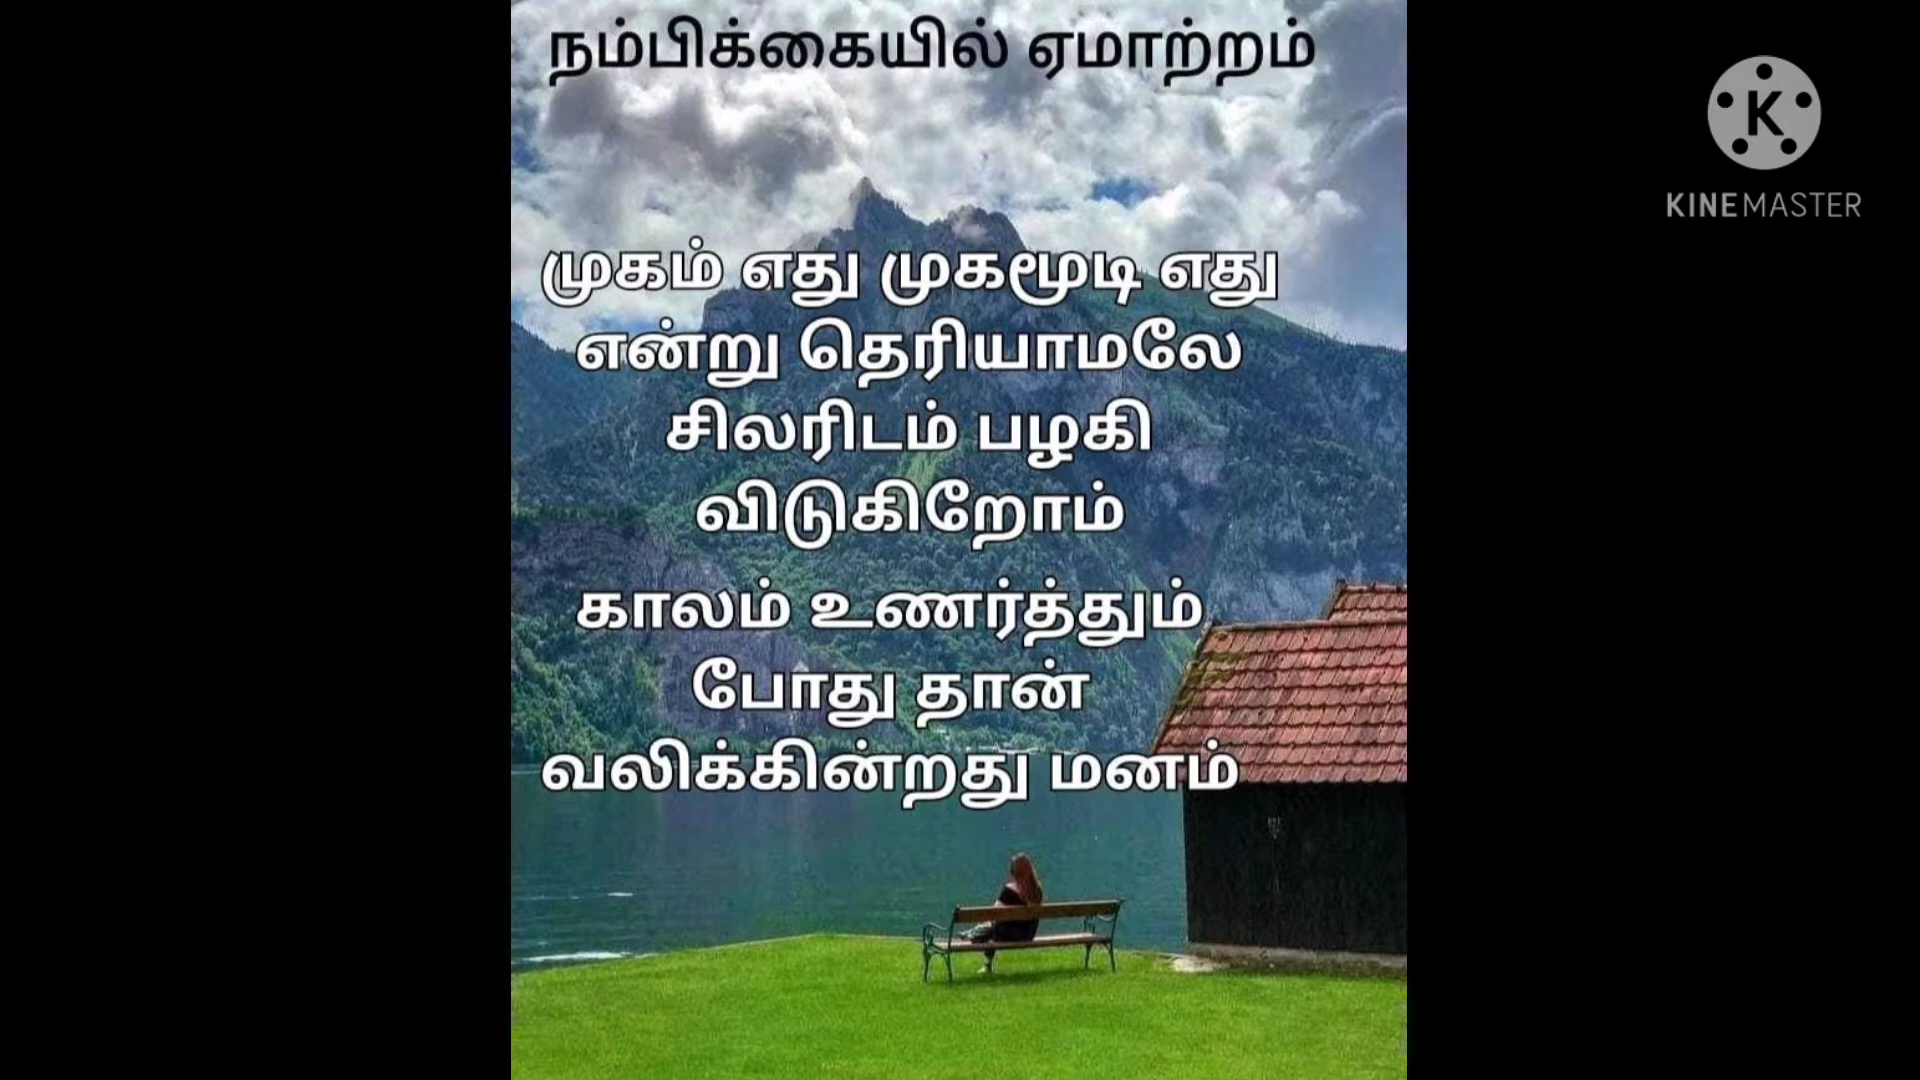 நம்பிக்கையில் ஏமாற்றம்
முகம் எது முகமூடி எது
என்று தெரியாமலே
சிலரிடம் பழகி
விடுகிறோம்
காலம் உணர்த்தும்
போது தான்
வலிக்கின்றது மனம்
K
KINEMASTER